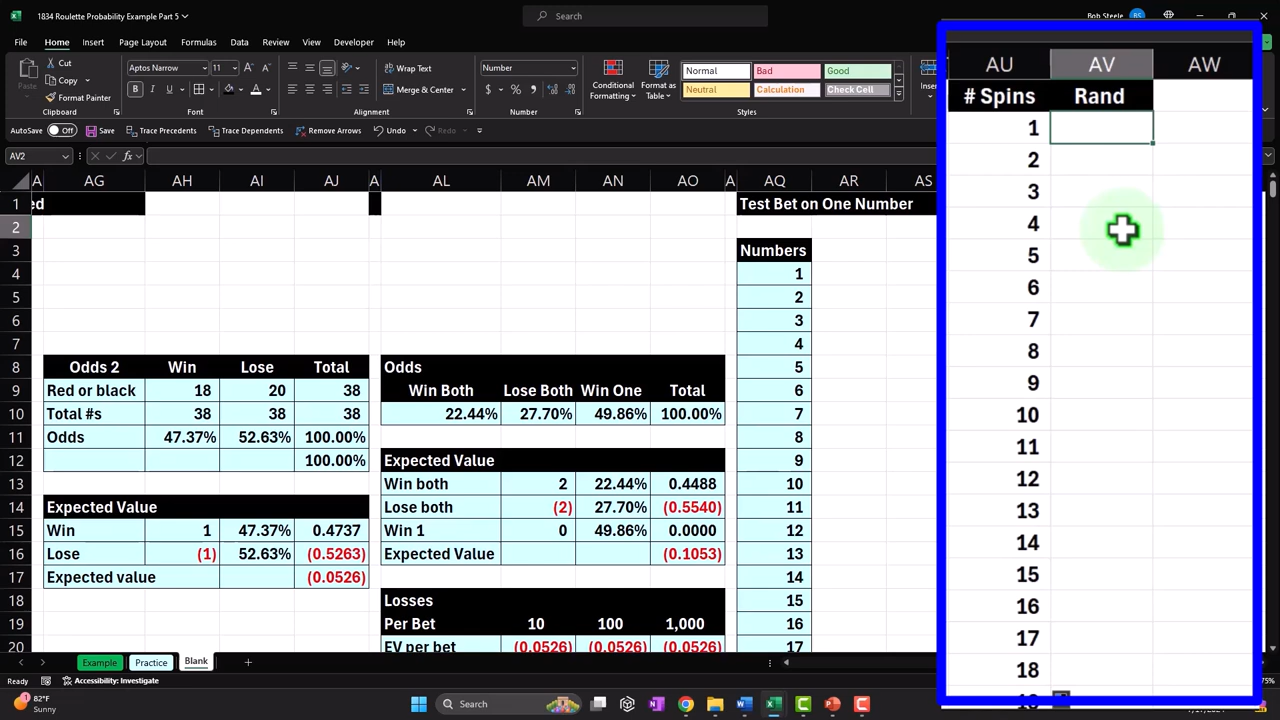 1834 Roulette Probability Example Part 5
Search
Bob Steele
BS
File Home Insert Page Layout Formulas Data Review View Developer Help
Cut
Copy
Format Painter
Clipboard
Aptos Narrow 11
Font
Wrap Text
Merge & Center
Alignment
Number
Number
Conditional Formatting
Format as Table
Normal Bad Good
Neutral Calculation Check Cell
Styles
AutoSave Off Save Trace Precedents Trace Dependents Remove Arrows Undo Redo
AV2
fx
A AG AH AI AJ A AL AM AN AO A AQ AR AS
1 ed Test Bet on One Number
2
3 Numbers
4 1
5 2
6 3
7 4
8 Odds 2 Win Lose Total Odds 5
9 Red or black 18 20 38 Win Both Lose Both Win One Total 6
10 Total #s 38 38 38 22.44% 27.70% 49.86% 100.00% 7
11 Odds 47.37% 52.63% 100.00% 8
12 100.00% Expected Value 9
13 Win both 2 22.44% 0.4488 10
14 Expected Value Lose both (2) 27.70% (0.5540) 11
15 Win 1 47.37% 0.4737 Win 1 0 49.86% 0.0000 12
16 Lose (1) 52.63% (0.5263) Expected Value (0.1053) 13
17 Expected value (0.0526) 14
18 Losses 15
19 Per Bet 10 100 1,000 16
20 EV per bet (0.0526) (0.0526) (0.0526) 17
AU AV AW
# Spins Rand
1
2
3
4
5
6
7
8
9
10
11
12
13
14
15
16
17
18
19
Example Practice Blank
Ready Accessibility: Investigate
75%
82°F
Sunny
Search